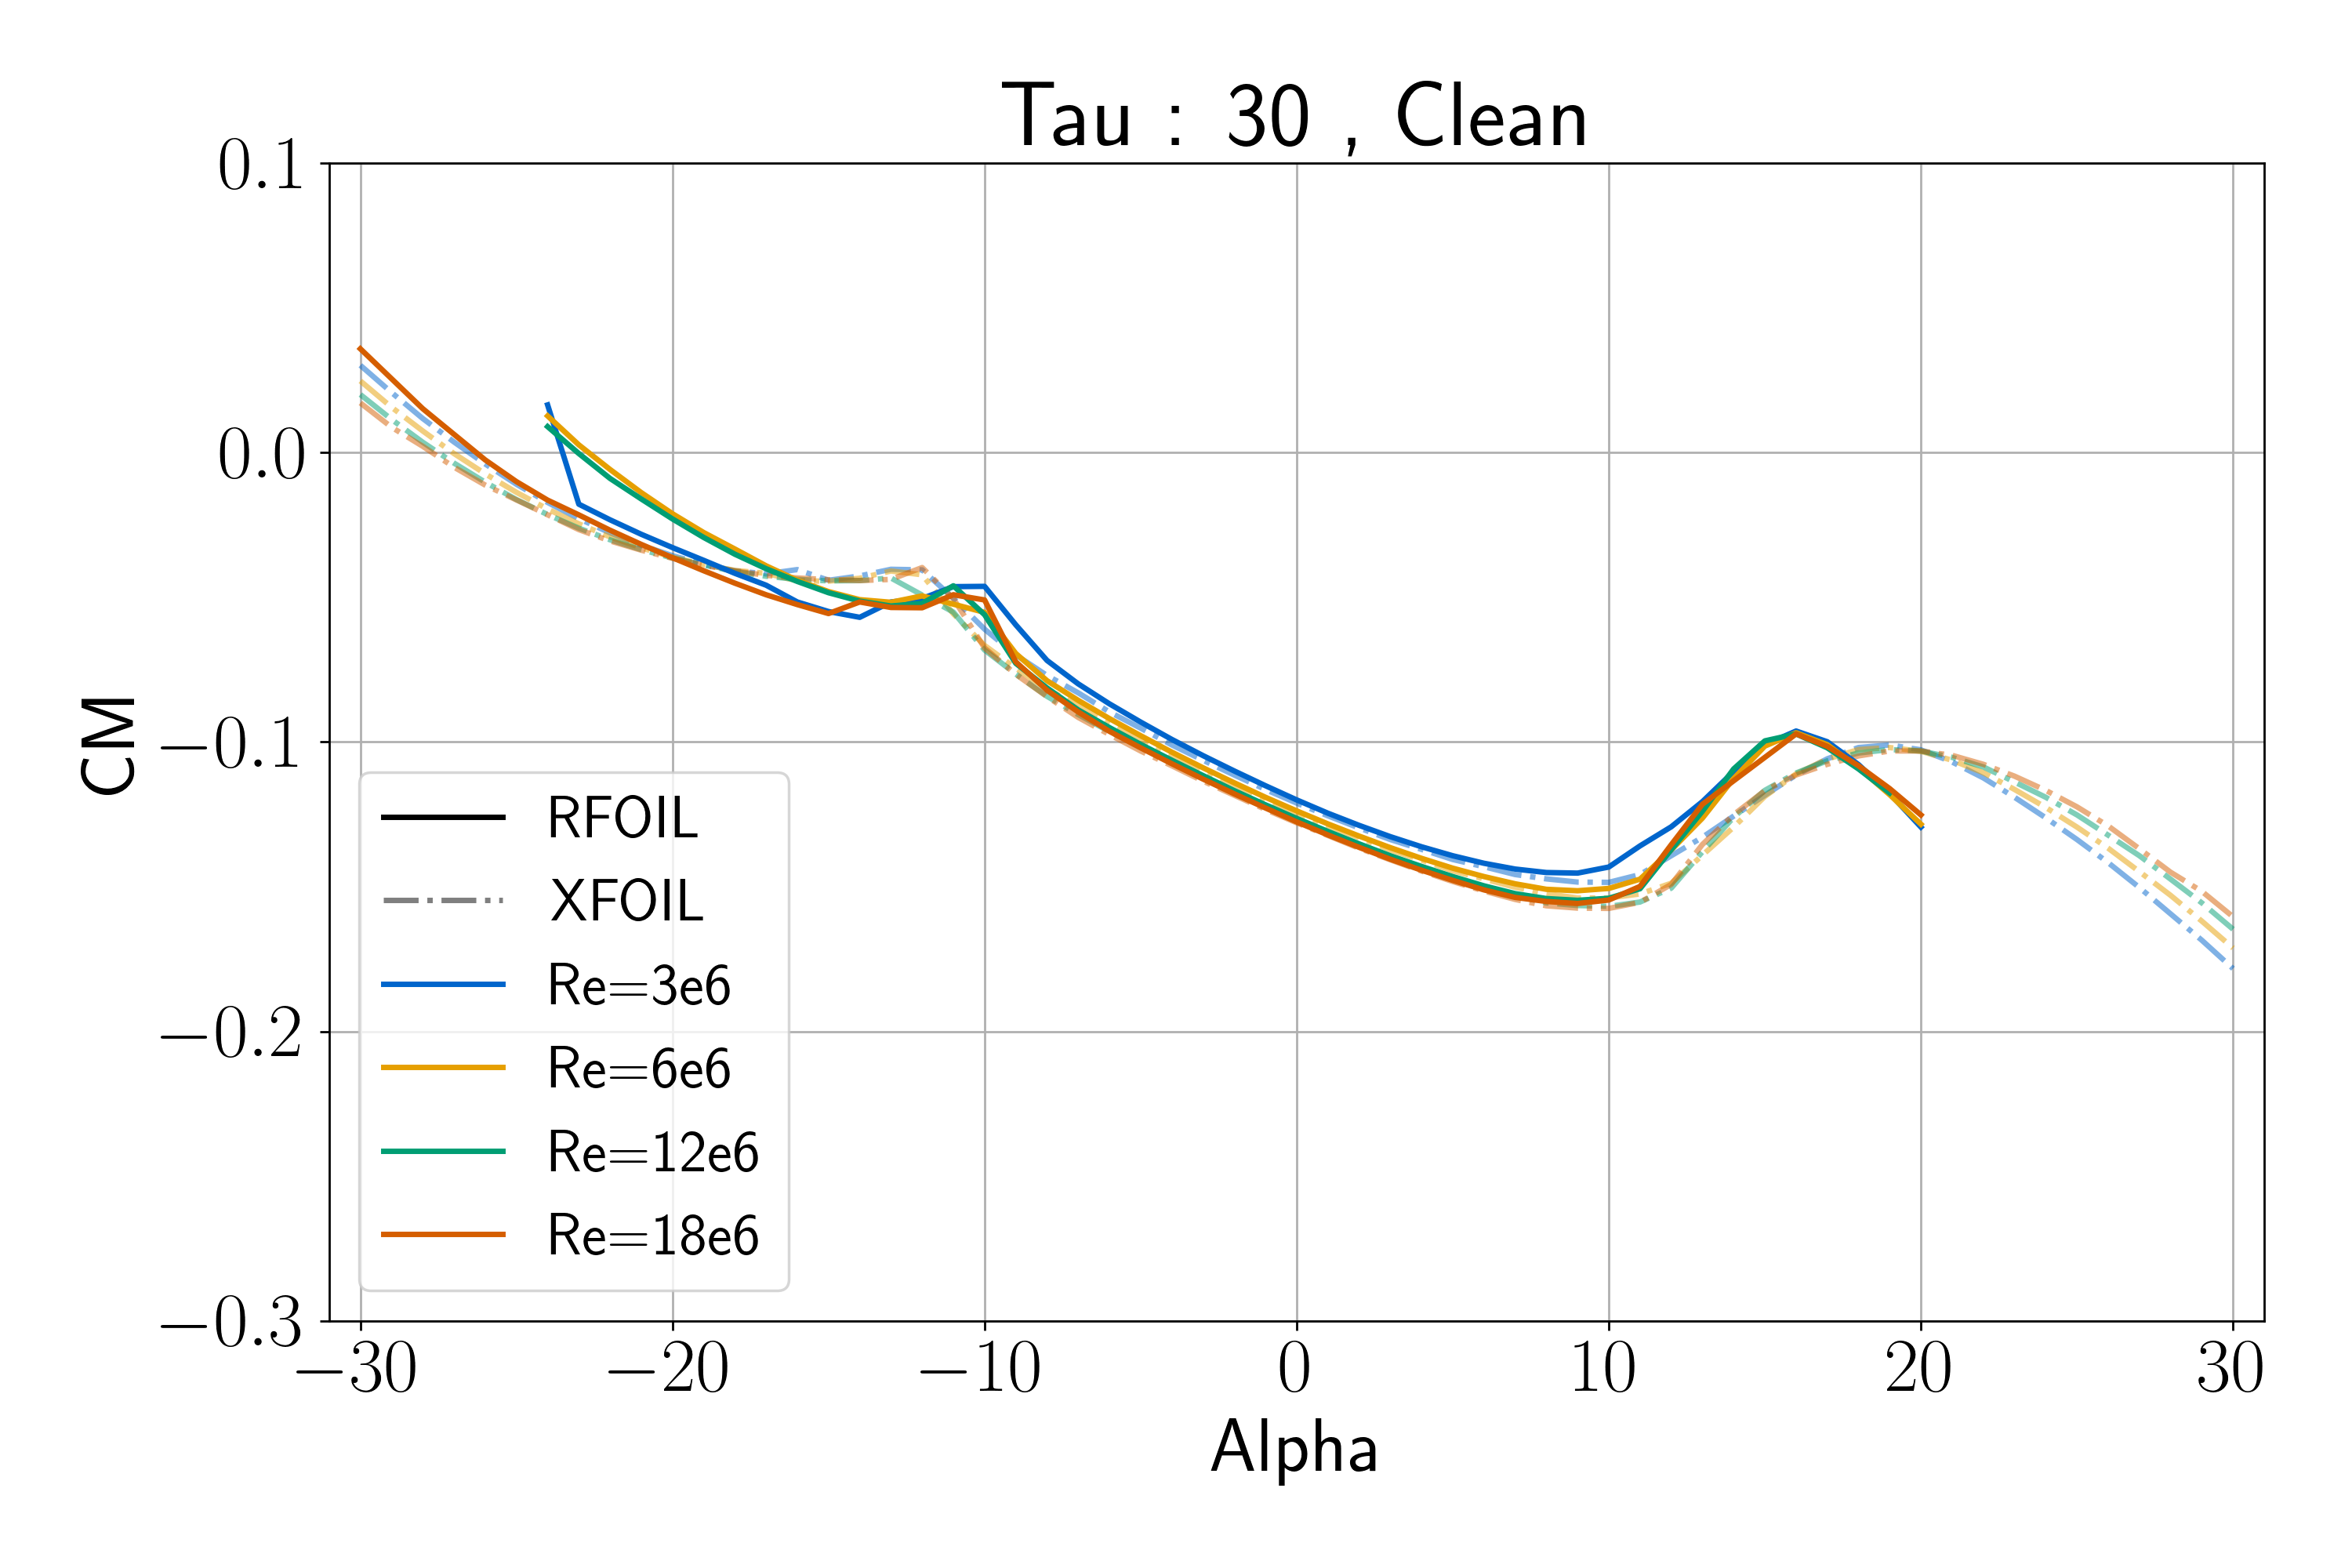 Tau : 30 , Clean
0.1
0.0
−0.1
−0.2
−0.3
CM
RFOIL
XFOIL
Re=3e6
Re=6e6
Re=12e6
Re=18e6
−30 −20 −10 0 10 20 30
Alpha